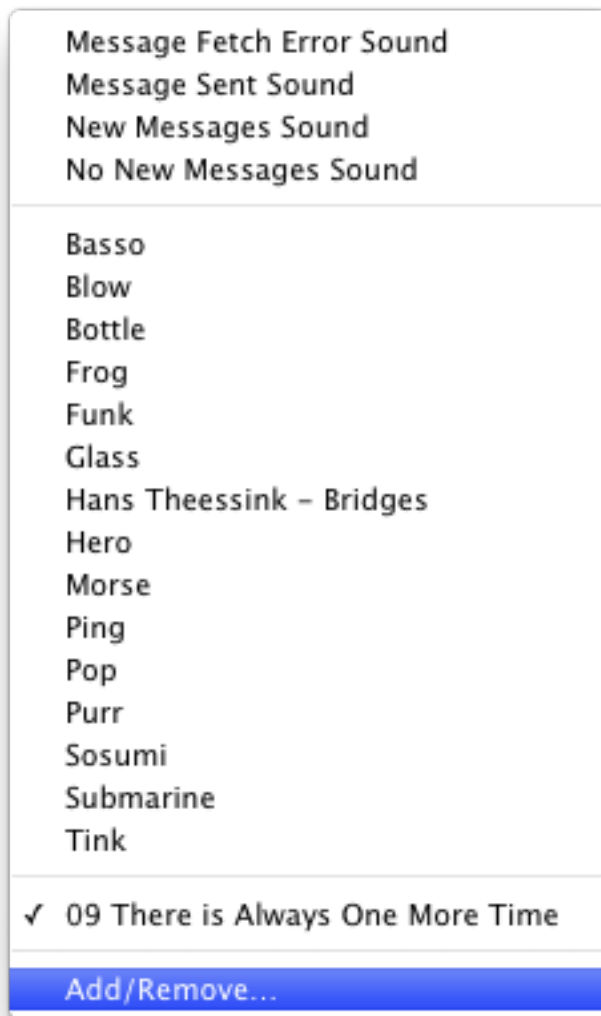 Message Fetch Error Sound
Message Sent Sound
New Messages Sound
No New Messages Sound
Basso
Blow
Bottle
Frog
Funk
Glass
Hans Theessink – Bridges
Hero
Morse
Ping
Pop
Purr
Sosumi
Submarine
Tink
✓ 09 There is Always One More Time
Add/Remove...